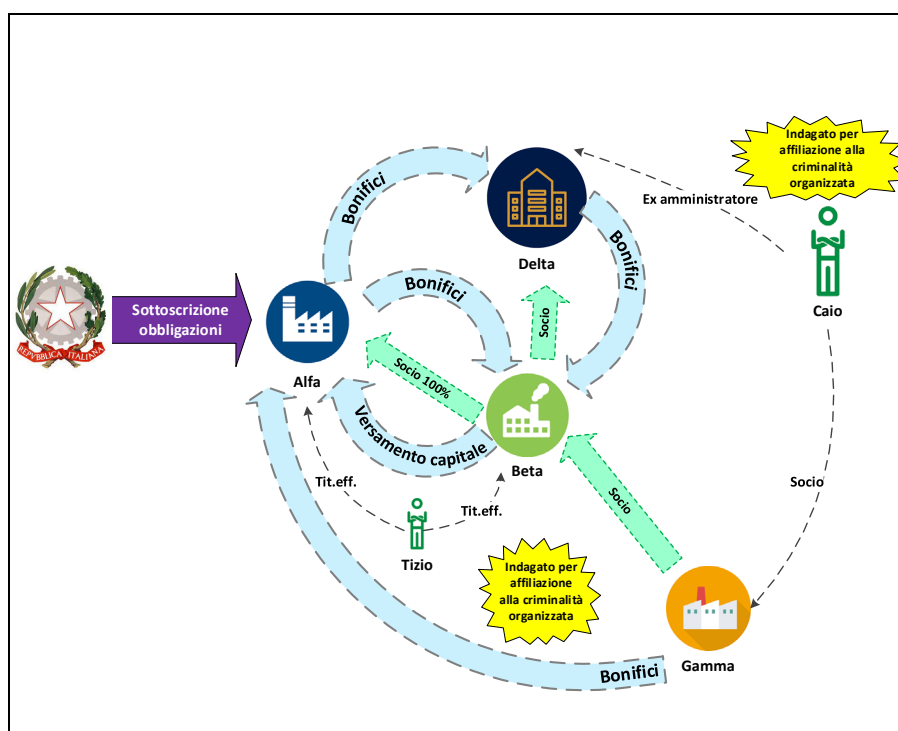 Indagato per
affiliazione alla
criminalità
organizzata
Bonifici
Ex amministratore
Delta
Bonifici
Bonifici
Sottoscrizione
obbligazioni
REPVBBLICA ITALIANA
Caio
Socio
Alfa
Socio 100%
Versamento capitale
Beta
Tit.eff.
Socio
Socio
Tit.eff.
Tizio
Indagato per
affiliazione
alla criminalità
organizzata
Gamma
Bonifici